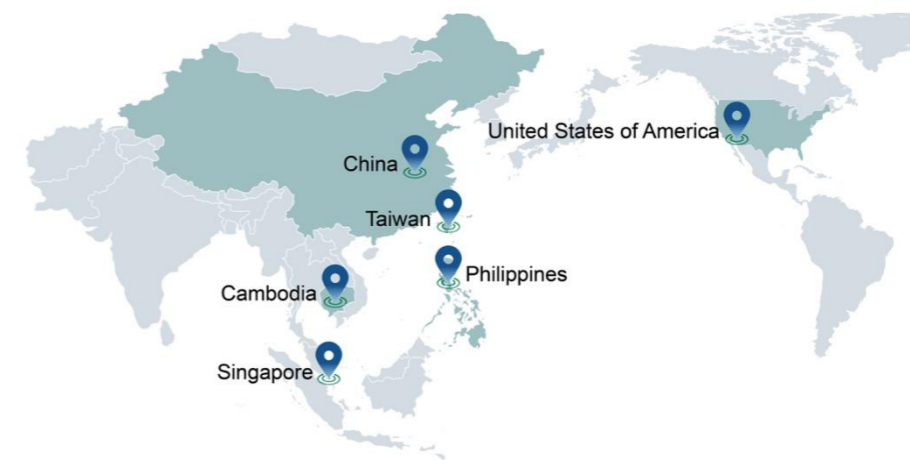 United States of America
China
Taiwan
Philippines
Cambodia
Singapore